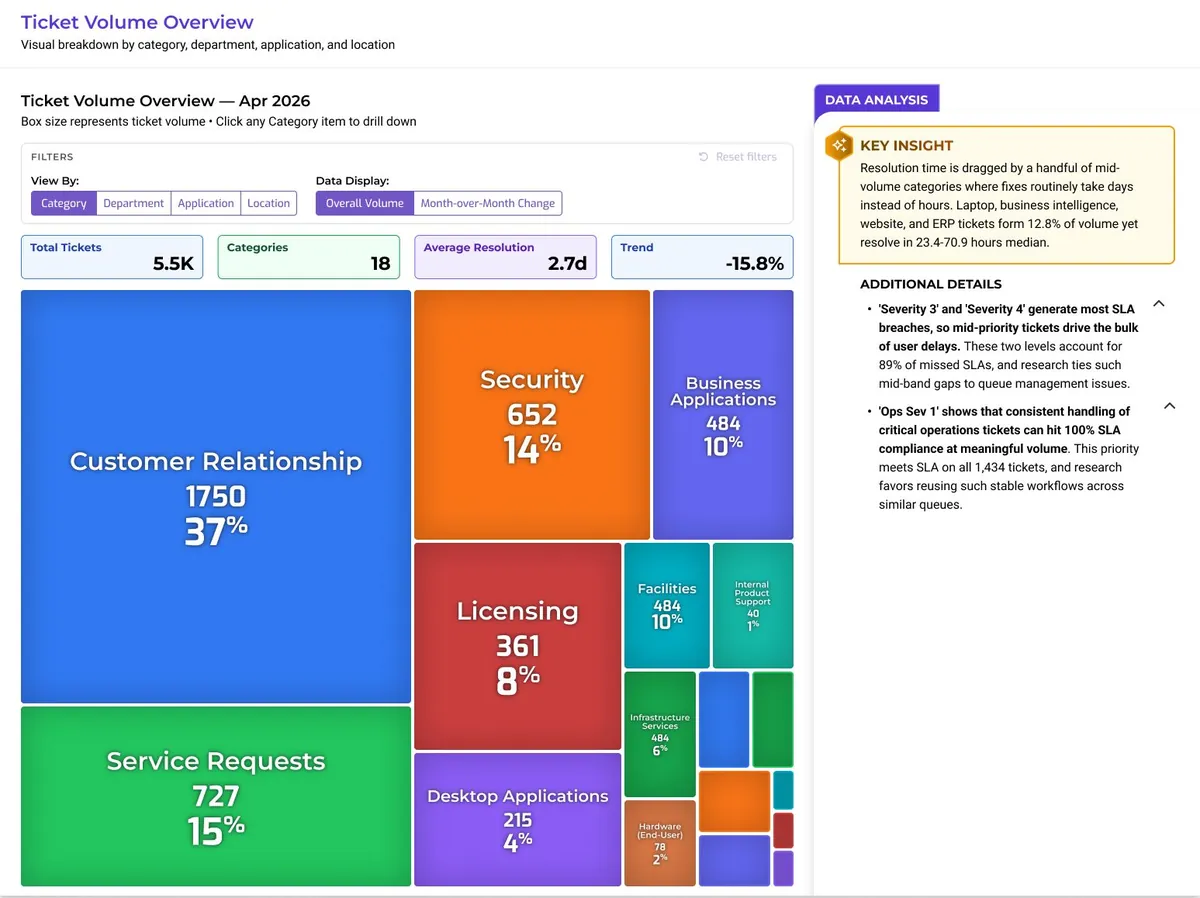 Ticket Volume Overview
Visual breakdown by category, department, application, and location
Ticket Volume Overview — Apr 2026
Box size represents ticket volume • Click any Category item to drill down
FILTERS
Reset filters
View By:
Category
Department
Application
Location
Data Display:
Overall Volume
Month-over-Month Change
Total Tickets
5.5K
Categories
18
Average Resolution
2.7d
Trend
-15.8%
Customer Relationship
1750
37%
Service Requests
727
15%
Security
652
14%
Business
Applications
484
10%
Licensing
361
8%
Desktop Applications
215
4%
Facilities
484
10%
Internal
Product
Support
40
1%
Infrastructure
Services
484
6%
Hardware
(End-User)
78
2%
DATA ANALYSIS
KEY INSIGHT
Resolution time is dragged by a handful of mid-
volume categories where fixes routinely take days
instead of hours. Laptop, business intelligence,
website, and ERP tickets form 12.8% of volume yet
resolve in 23.4-70.9 hours median.
ADDITIONAL DETAILS
• 'Severity 3' and 'Severity 4' generate most SLA
breaches, so mid-priority tickets drive the bulk
of user delays. These two levels account for
89% of missed SLAs, and research ties such
mid-band gaps to queue management issues.
• 'Ops Sev 1' shows that consistent handling of
critical operations tickets can hit 100% SLA
compliance at meaningful volume. This priority
meets SLA on all 1,434 tickets, and research
favors reusing such stable workflows across
similar queues.